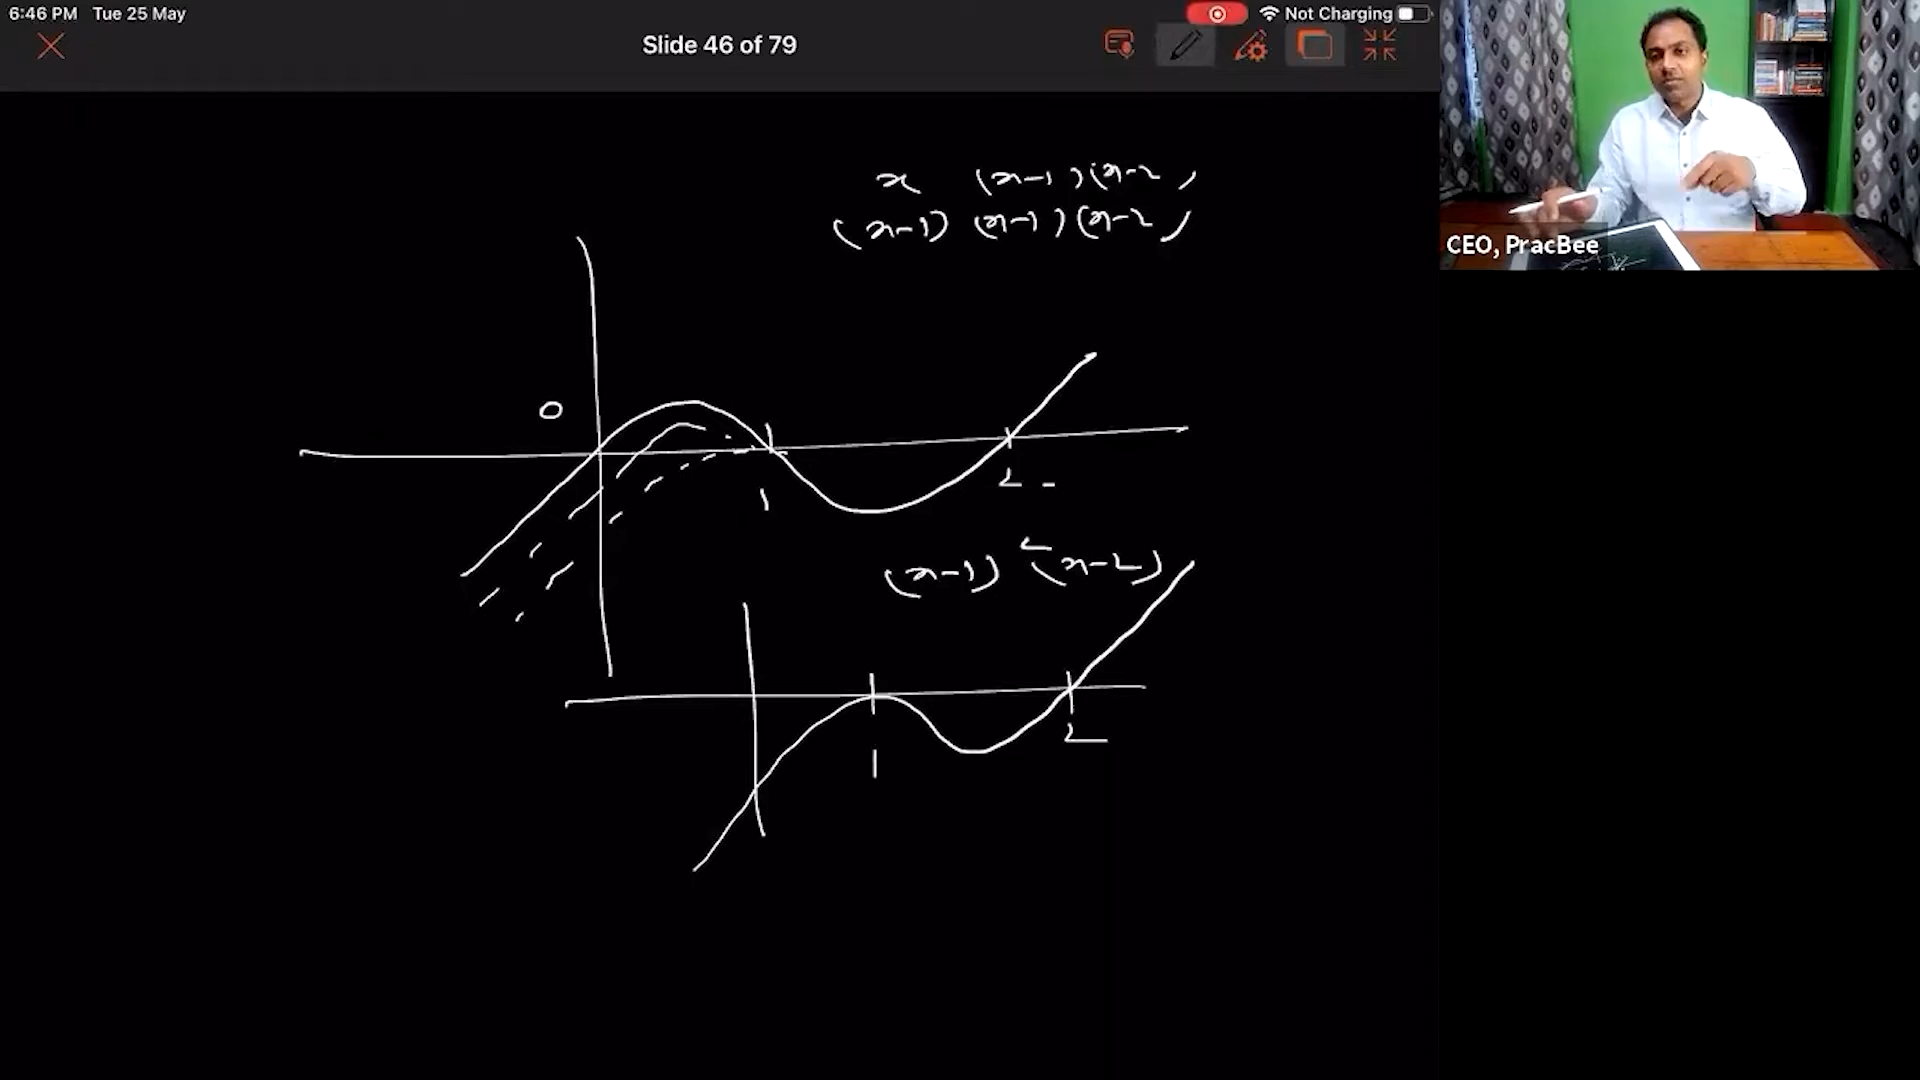 6:46 PM Tue 25 May
Not Charging
Slide 46 of 79
CEO, PracBee
x (x-1)(x-2)
(x-1) (x-1)(x-2)
0
1
2
(x-1)² (x-2)
1
2